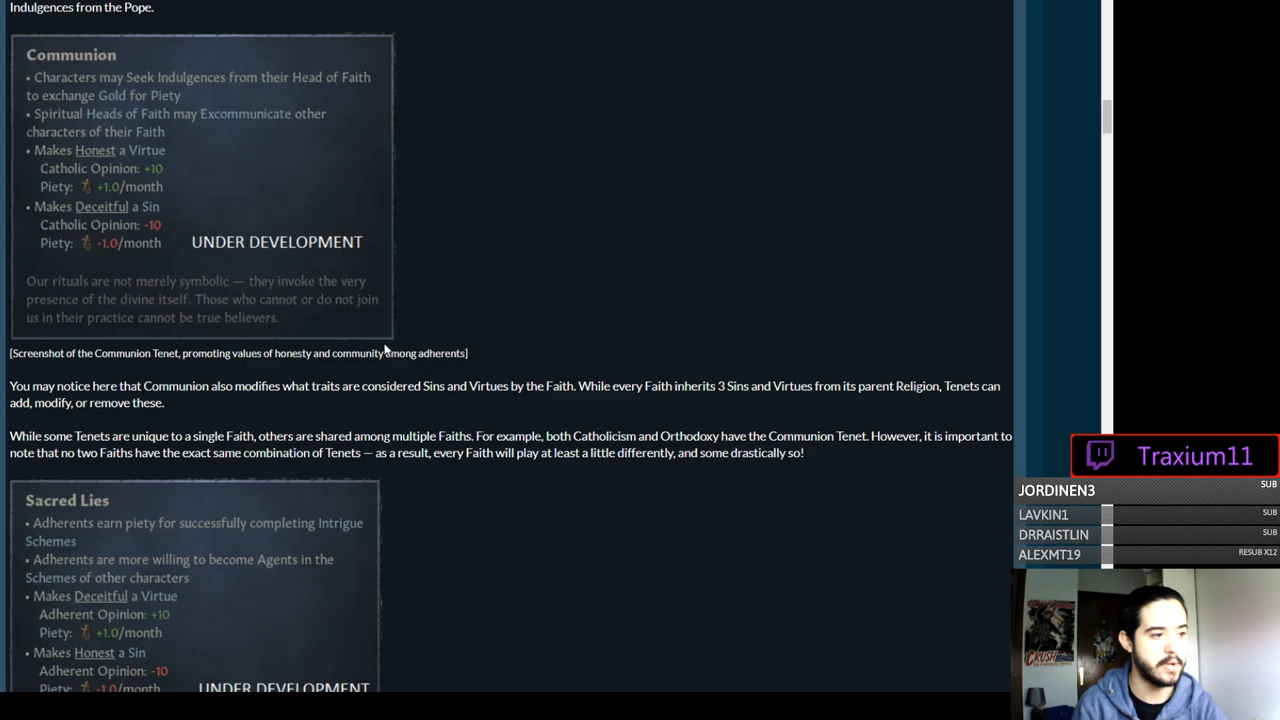 Indulgences from the Pope.
Communion
• Characters may Seek Indulgences from their Head of Faith
to exchange Gold for Piety
• Spiritual Heads of Faith may Excommunicate other
characters of their Faith
• Makes Honest a Virtue
Catholic Opinion: +10
Piety: +1.0/month
• Makes Deceitful a Sin
Catholic Opinion: -10
Piety: -1.0/month
UNDER DEVELOPMENT
Our rituals are not merely symbolic — they invoke the very
presence of the divine itself. Those who cannot or do not join
us in their practice cannot be true believers.
[Screenshot of the Communion Tenet, promoting values of honesty and community among adherents]
You may notice here that Communion also modifies what traits are considered Sins and Virtues by the Faith. While every Faith inherits 3 Sins and Virtues from its parent Religion, Tenets can
add, modify, or remove these.
While some Tenets are unique to a single Faith, others are shared among multiple Faiths. For example, both Catholicism and Orthodoxy have the Communion Tenet. However, it is important to
note that no two Faiths have the exact same combination of Tenets — as a result, every Faith will play at least a little differently, and some drastically so!
Sacred Lies
• Adherents earn piety for successfully completing Intrigue
Schemes
• Adherents are more willing to become Agents in the
Schemes of other characters
• Makes Deceitful a Virtue
Adherent Opinion: +10
Piety: +1.0/month
• Makes Honest a Sin
Adherent Opinion: -10
Piety: -1.0/month
UNDER DEVELOPMENT
Traxium11
JORDINEN3 SUB
LAVKIN1 SUB
DRRAISTLIN SUB
ALEXMT19 RESUB X12